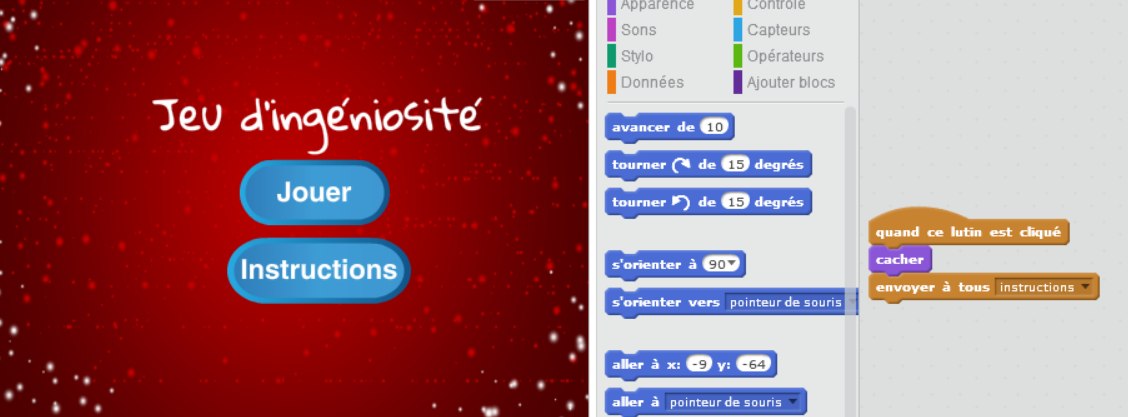 Jeu d'ingéniosité
Jouer
Instructions
Apparence
Contrôle
Sons
Capteurs
Stylo
Opérateurs
Données
Ajouter blocs
avancer de 10
tourner de 15 degrés
tourner de 15 degrés
s'orienter à 90
s'orienter vers pointeur de souris
aller à x: -9 y: -64
aller à pointeur de souris
quand ce lutin est cliqué
cacher
envoyer à tous instructions